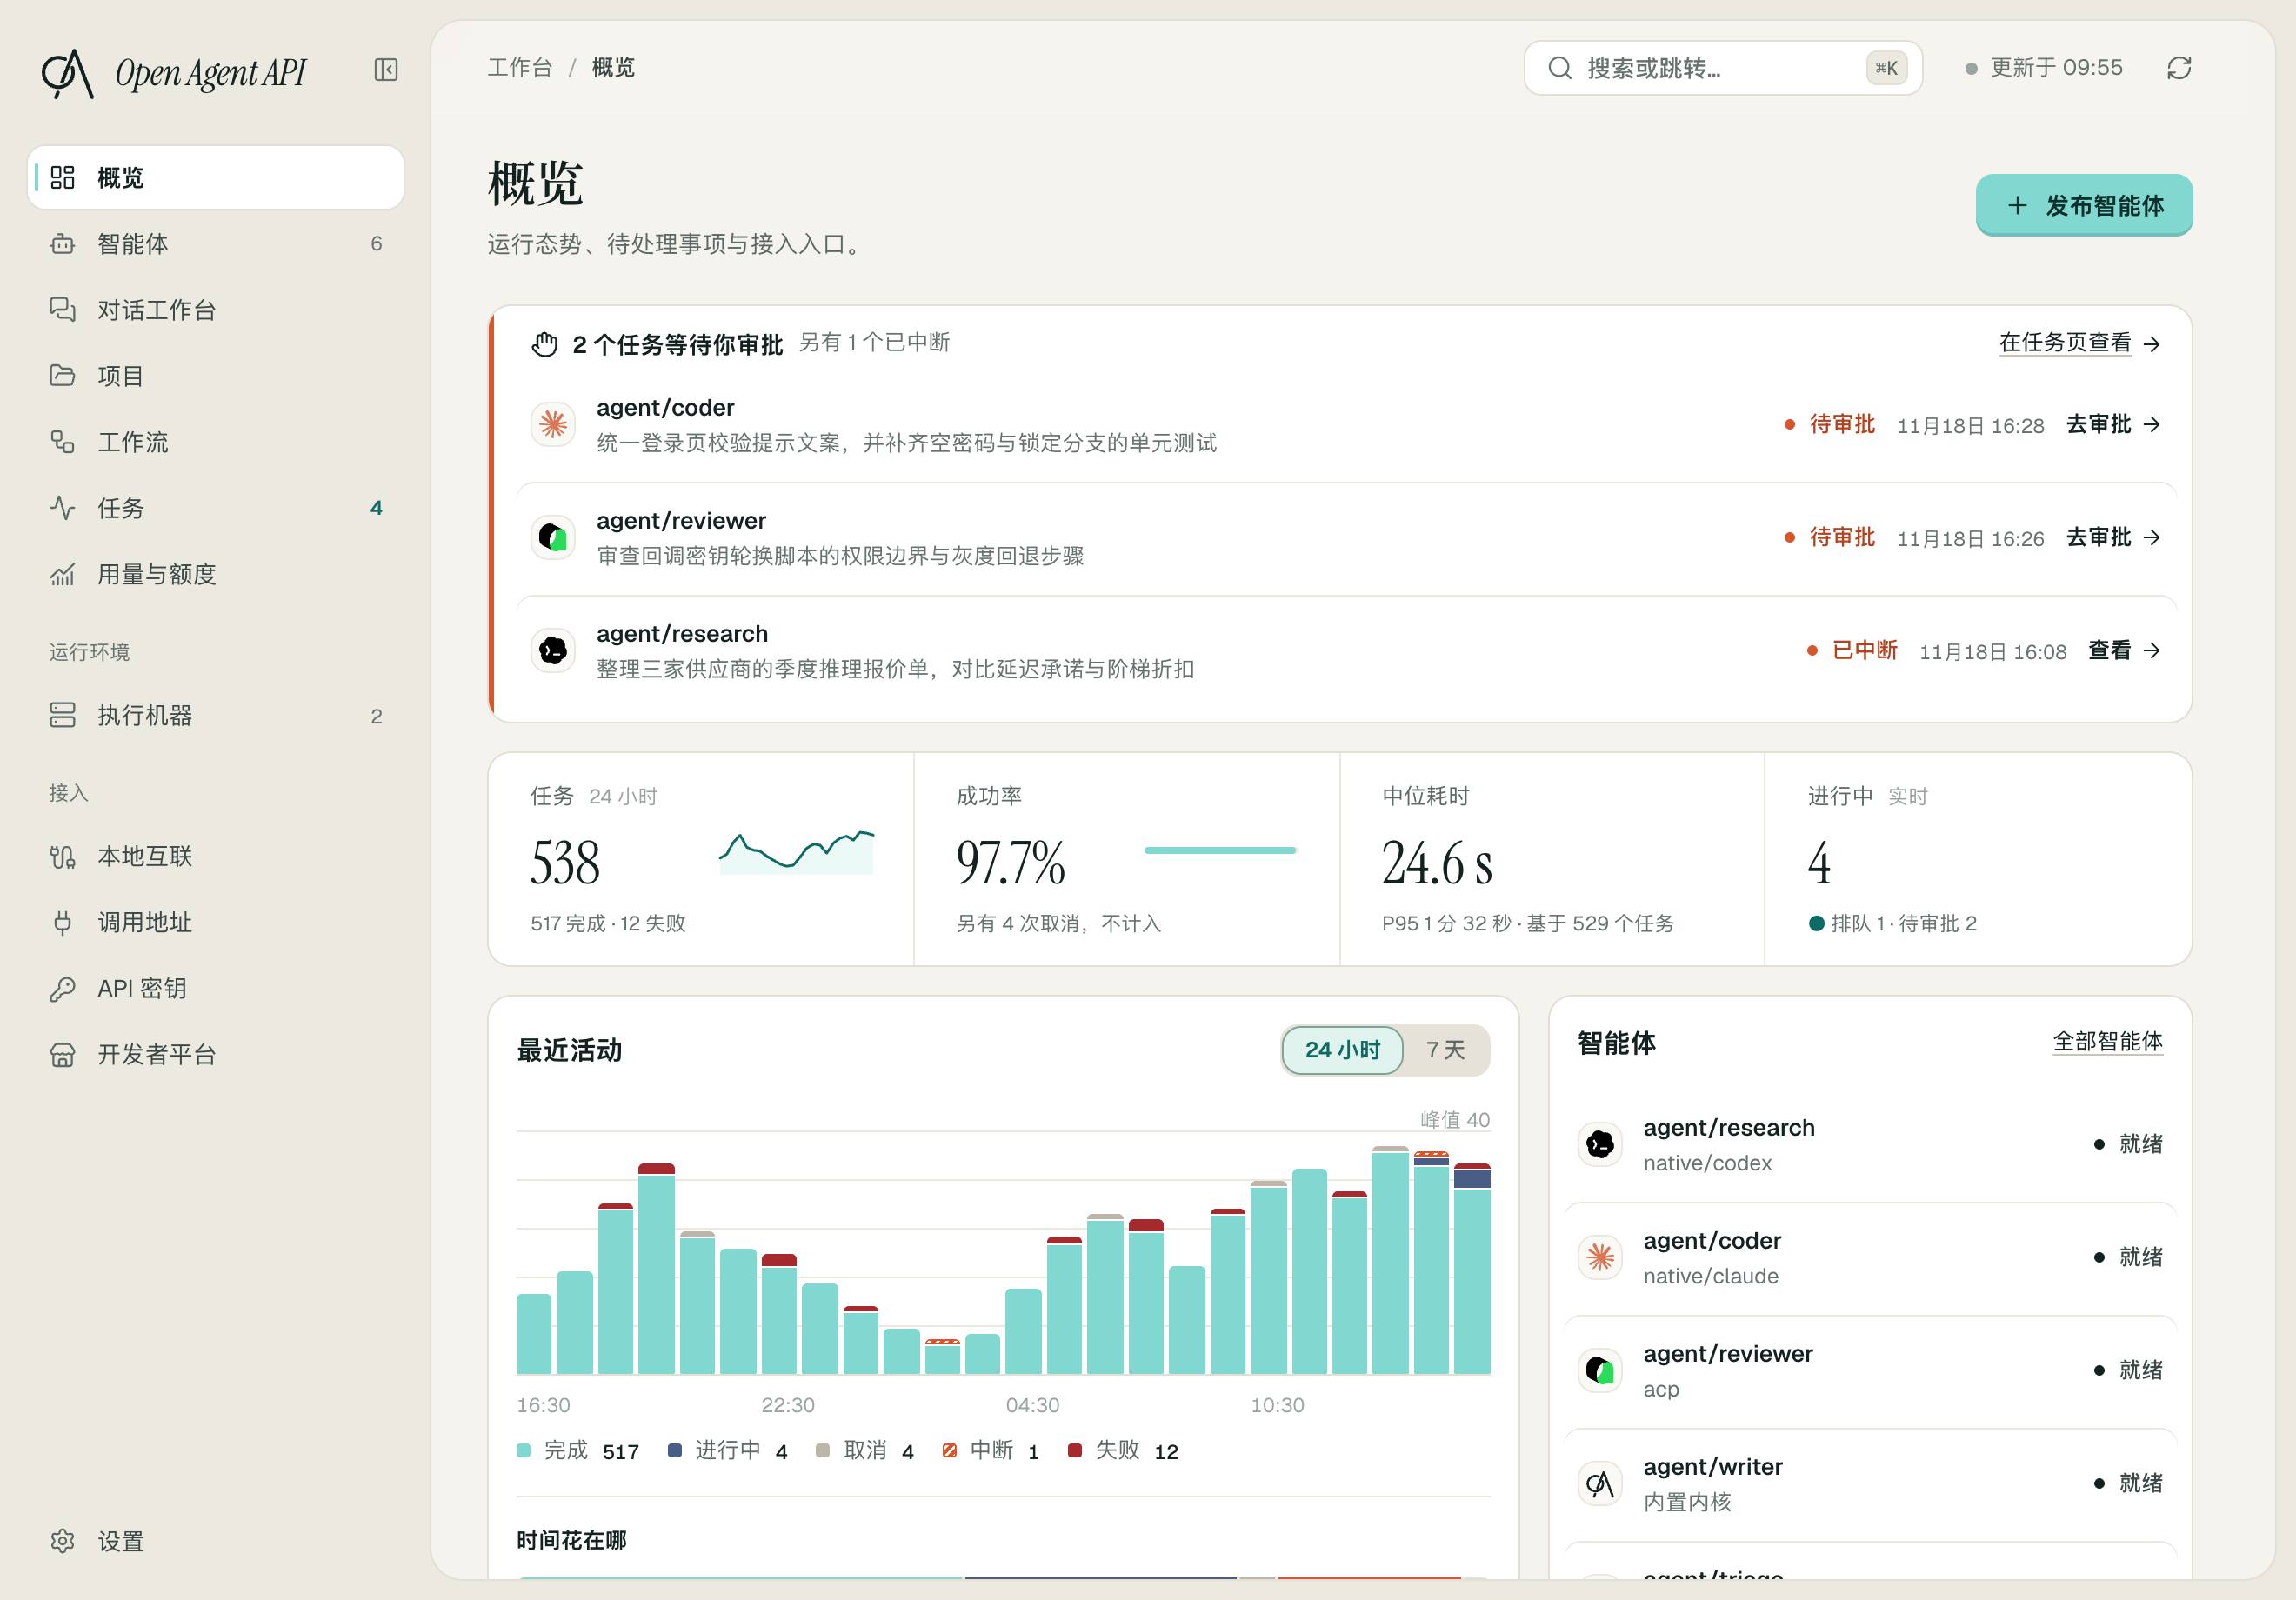 Open Agent API
概览
智能体 6
对话工作台
项目
工作流
任务 4
用量与额度
运行环境
执行机器 2
接入
本地互联
调用地址
API 密钥
开发者平台
设置
工作台 / 概览
搜索或跳转... ⌘K
更新于 09:55
概览
运行态势、待处理事项与接入入口。
发布智能体
2 个任务等待你审批 另有 1 个已中断
在任务页查看 →
agent/coder
统一登录页校验提示文案，并补齐空密码与锁定分支的单元测试
待审批 11月18日 16:28 去审批 →
agent/reviewer
审查回调密钥轮换脚本的权限边界与灰度回退步骤
待审批 11月18日 16:26 去审批 →
agent/research
整理三家供应商的季度推理报价单，对比延迟承诺与阶梯折扣
已中断 11月18日 16:08 查看 →
任务 24 小时
538
517 完成 · 12 失败
成功率
97.7%
另有 4 次取消，不计入
中位耗时
24.6 s
P95 1 分 32 秒 · 基于 529 个任务
进行中 实时
4
排队 1 · 待审批 2
最近活动
24 小时 7 天
峰值 40
16:30 22:30 04:30 10:30
完成 517 进行中 4 取消 4 中断 1 失败 12
时间花在哪
智能体
全部智能体
agent/research
native/codex
就绪
agent/coder
native/claude
就绪
agent/reviewer
acp
就绪
agent/writer
内置内核
就绪
agent/triage